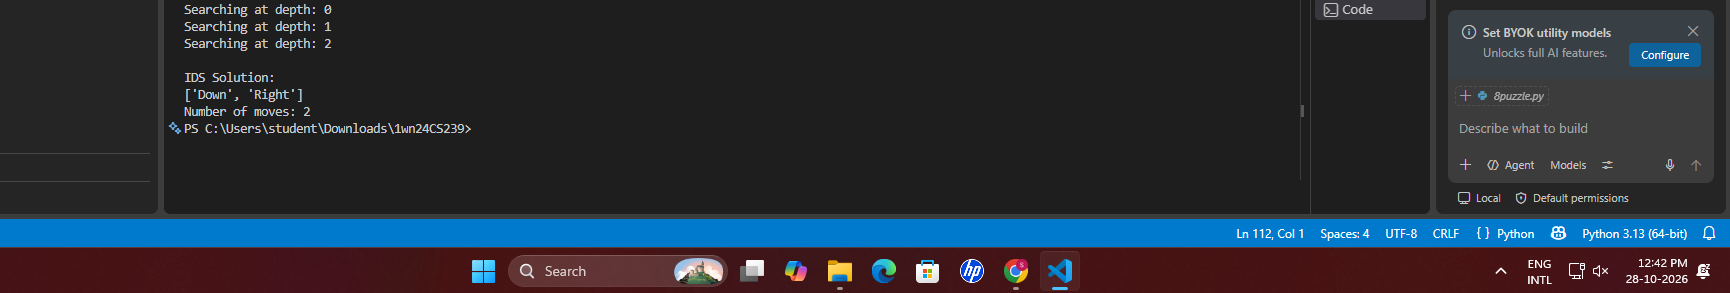 Searching at depth: 0
Searching at depth: 1
Searching at depth: 2
IDS Solution:
['Down', 'Right']
Number of moves: 2
PS C:\Users\student\Downloads\1wn24CS239>
Code
Set BYOK utility models
Unlocks full AI features.
Configure
8puzzle.py
Describe what to build
Agent
Models
Local
Default permissions
Ln 112, Col 1
Spaces: 4
UTF-8
CRLF
{ } Python
Python 3.13 (64-bit)
Search
hp
S
ENG
INTL
12:42 PM
28-10-2026